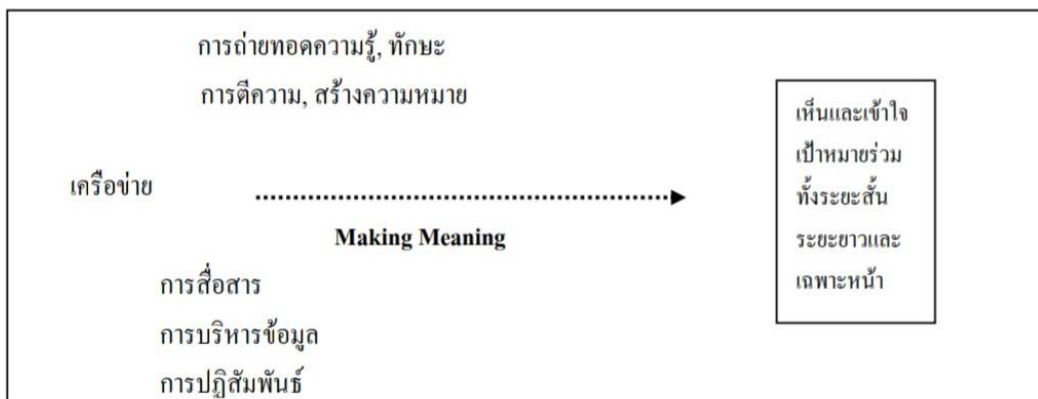 การถ่ายทอดความรู้, ทักษะ
การตีความ, สร้างความหมาย
เครือข่าย
Making Meaning
การสื่อสาร
การบริหารข้อมูล
การปฏิสัมพันธ์
เห็นและเข้าใจ
เป้าหมายร่วม
ทั้งระยะสั้น
ระยะยาวและ
เฉพาะหน้า